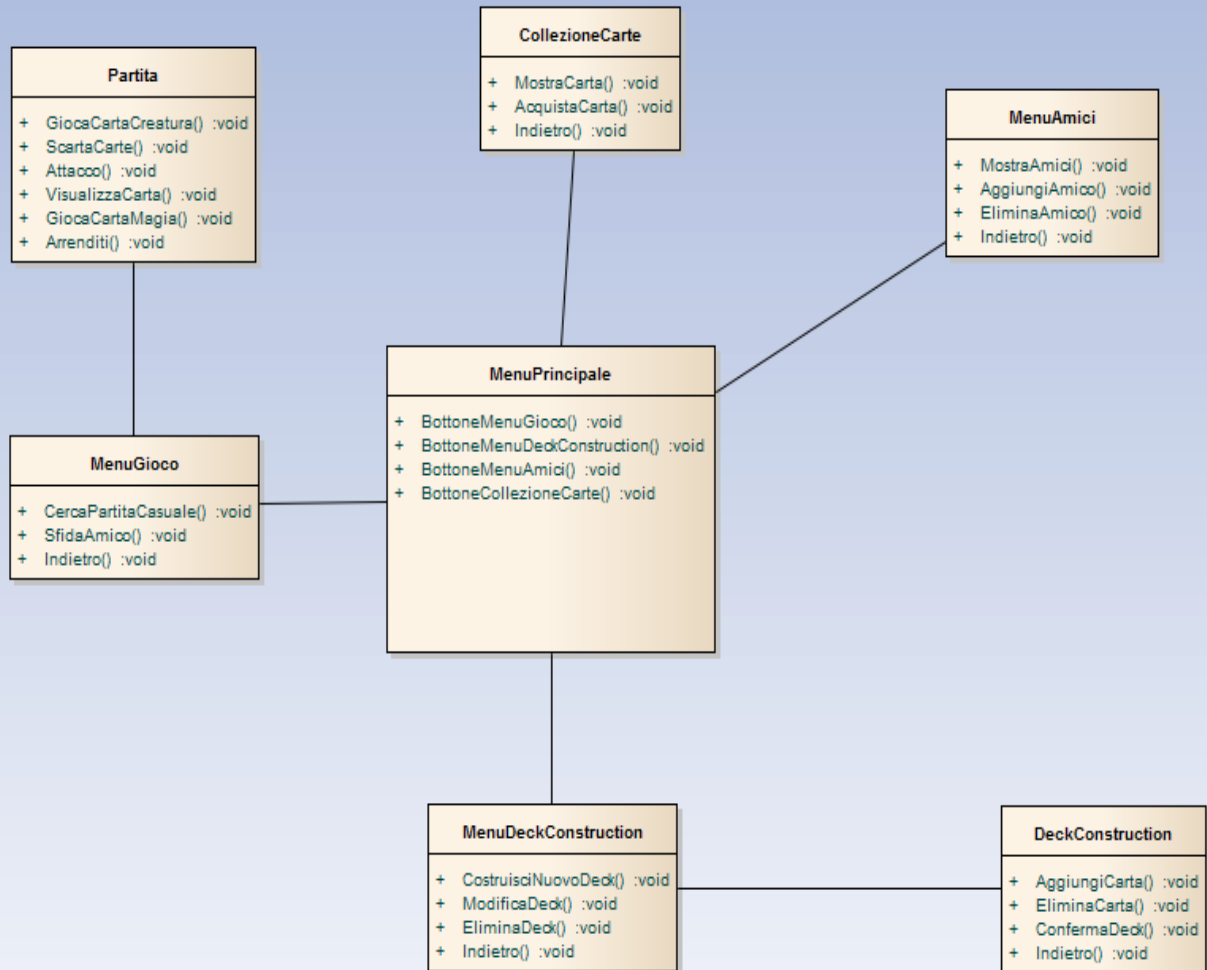 Partita
+ GiocaCartaCreatura() :void
+ ScartaCarte() :void
+ Attacco() :void
+ VisualizzaCarta() :void
+ GiocaCartaMagia() :void
+ Arrenditi() :void
CollezioneCarte
+ MostraCarta() :void
+ AcquistaCarta() :void
+ Indietro() :void
MenuAmici
+ MostraAmici() :void
+ AggiungiAmico() :void
+ EliminaAmico() :void
+ Indietro() :void
MenuPrincipale
+ BottoneMenuGioco() :void
+ BottoneMenuDeckConstruction() :void
+ BottoneMenuAmici() :void
+ BottoneCollezioneCarte() :void
MenuGioco
+ CercaPartitaCasuale() :void
+ SfidaAmico() :void
+ Indietro() :void
MenuDeckConstruction
+ CostruisciNuovoDeck() :void
+ ModificaDeck() :void
+ EliminaDeck() :void
+ Indietro() :void
DeckConstruction
+ AggiungiCarta() :void
+ EliminaCarta() :void
+ ConfermaDeck() :void
+ Indietro() :void